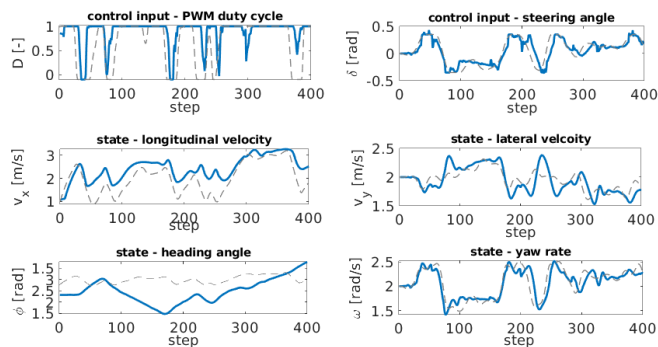 control input - PWM duty cycle
D [-]
1
0.5
0
0 100 200 300 400
step
control input - steering angle
δ [rad]
0.5
0
-0.5
0 100 200 300 400
step
state - longitudinal velocity
v_x [m/s]
3
2
1
0 100 200 300 400
step
state - lateral velcoity
v_y [m/s]
2.5
2
1.5
0 100 200 300 400
step
state - heading angle
ϕ [rad]
1.5
2.5
1.5
2.5
1.5
0 100 200 300 400
step
state - yaw rate
ω [rad/s]
2.5
2
1.5
0 100 200 300 400
step